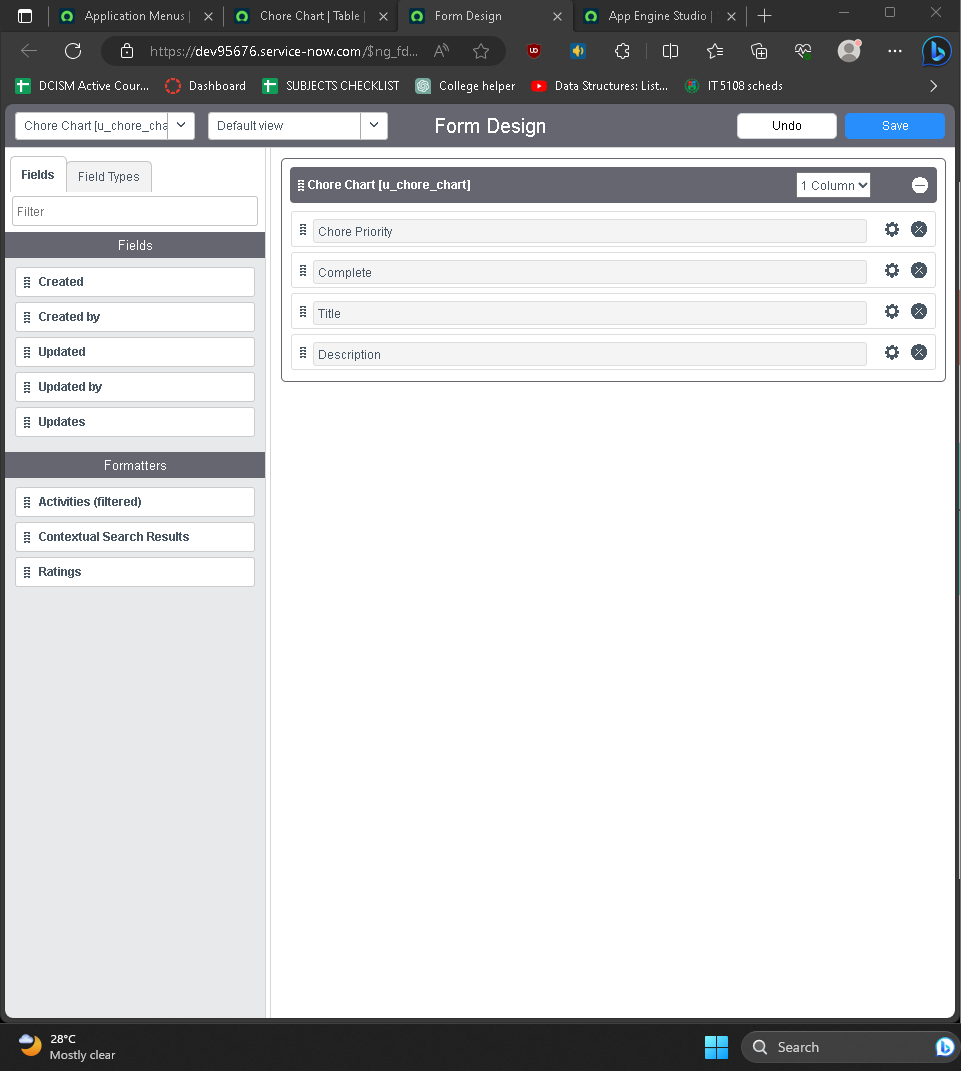 Application Menus |
Chore Chart | Table |
Form Design
App Engine Studio |
https://dev95676.service-now.com/$ng_fd...
A
UD
DCISM Active Cour...
Dashboard
SUBJECTS CHECKLIST
College helper
Data Structures: List...
IT 5108 scheds
Chore Chart [u_chore_cha
Default view
Form Design
Undo
Save
Fields
Field Types
Filter
Fields
Created
Created by
Updated
Updated by
Updates
Formatters
Activities (filtered)
Contextual Search Results
Ratings
Chore Chart [u_chore_chart]
1 Column
Chore Priority
Complete
Title
Description
28°C
Mostly clear
Search